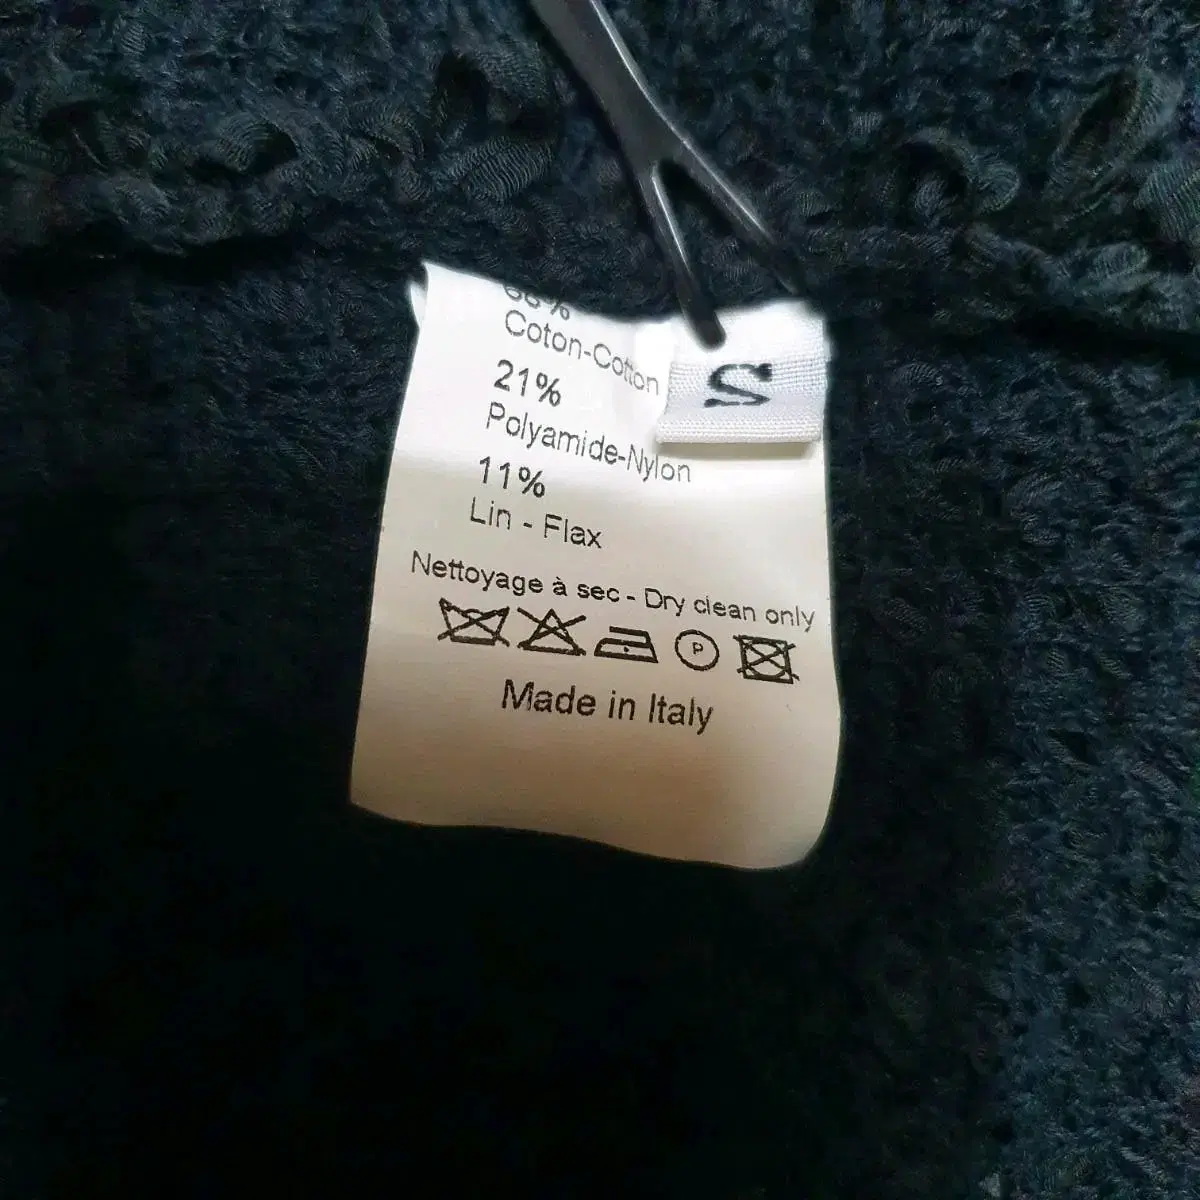 Coton-Cotton
S
21%
Polyamide-Nylon
11%
Lin - Flax
Nettoyage à sec - Dry clean only
P
Made in Italy